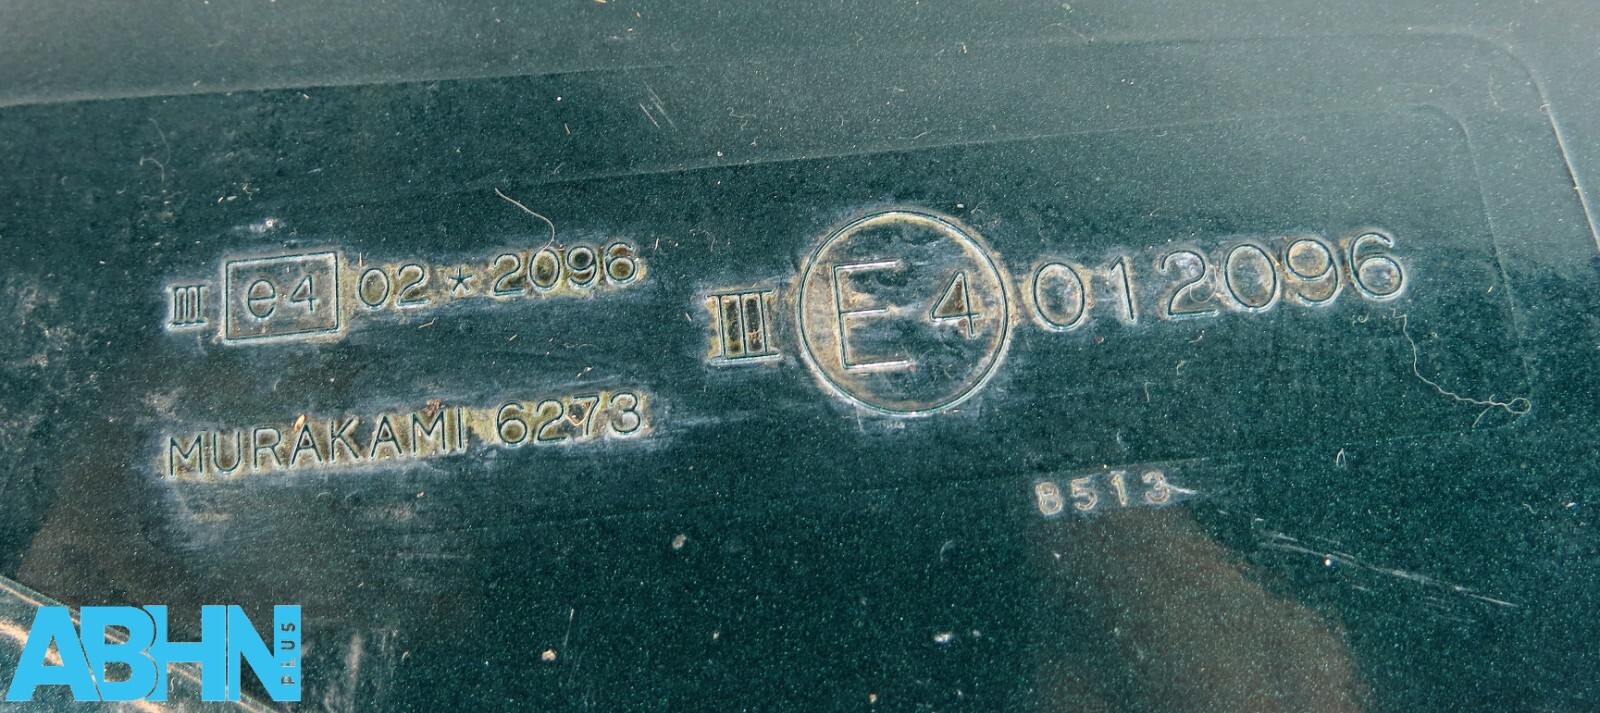 III e4 02*2096
MURAKAMI 6273
III E4 012096
8513
ABHN PLUS